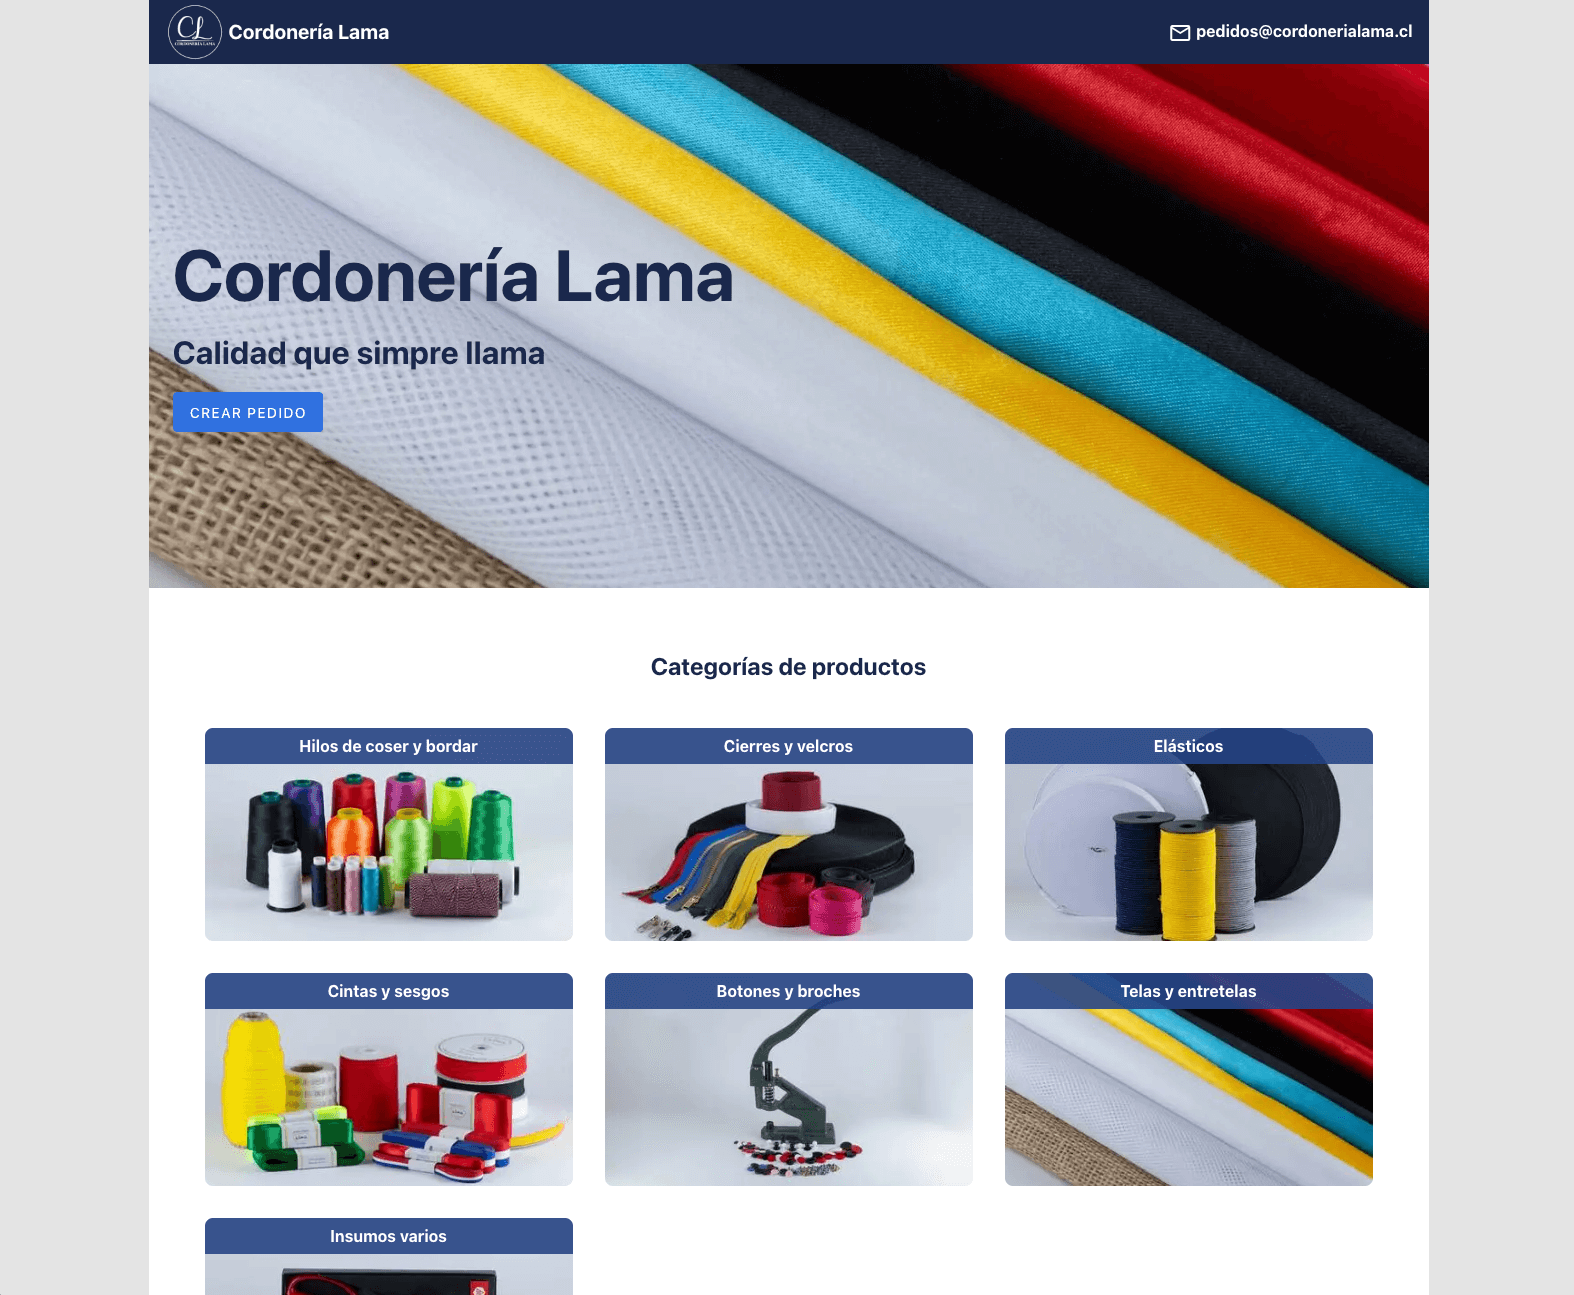 CL
CORDONERÍA LAMA
Cordonería Lama
pedidos@cordonerialama.cl
Cordonería Lama
Calidad que simpre llama
CREAR PEDIDO
Categorías de productos
Hilos de coser y bordar
Cierres y velcros
Elásticos
Cintas y sesgos
Botones y broches
Telas y entretelas
Insumos varios